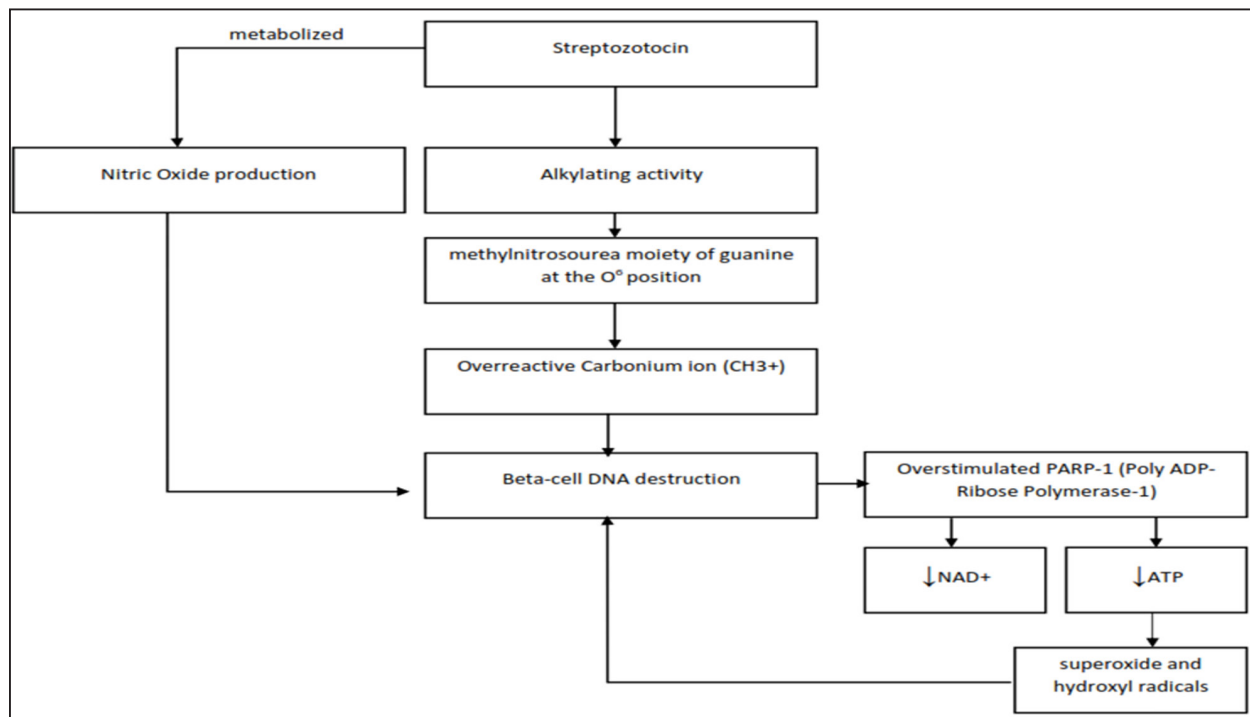 metabolized
Streptozotocin
Nitric Oxide production
Alkylating activity
methylnitrosourea moiety of guanine
at the O⁶ position
Overreactive Carbonium ion (CH3+)
Beta-cell DNA destruction
Overstimulated PARP-1 (Poly ADP-
Ribose Polymerase-1)
↓NAD+
↓ATP
superoxide and
hydroxyl radicals